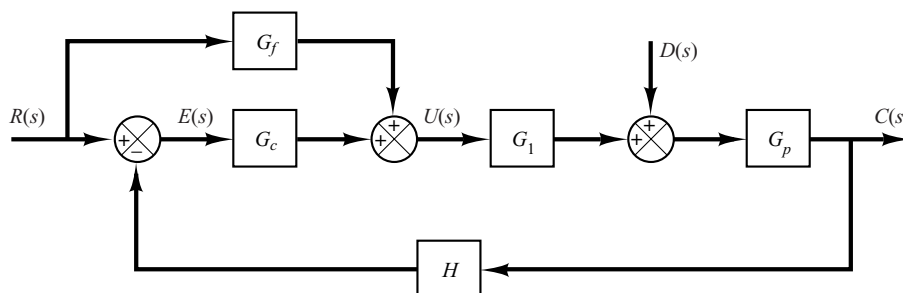 G_f
D(s)
R(s)
E(s)
U(s)
C(s
+
−
G_c
+
+
G_1
+
+
G_p
H